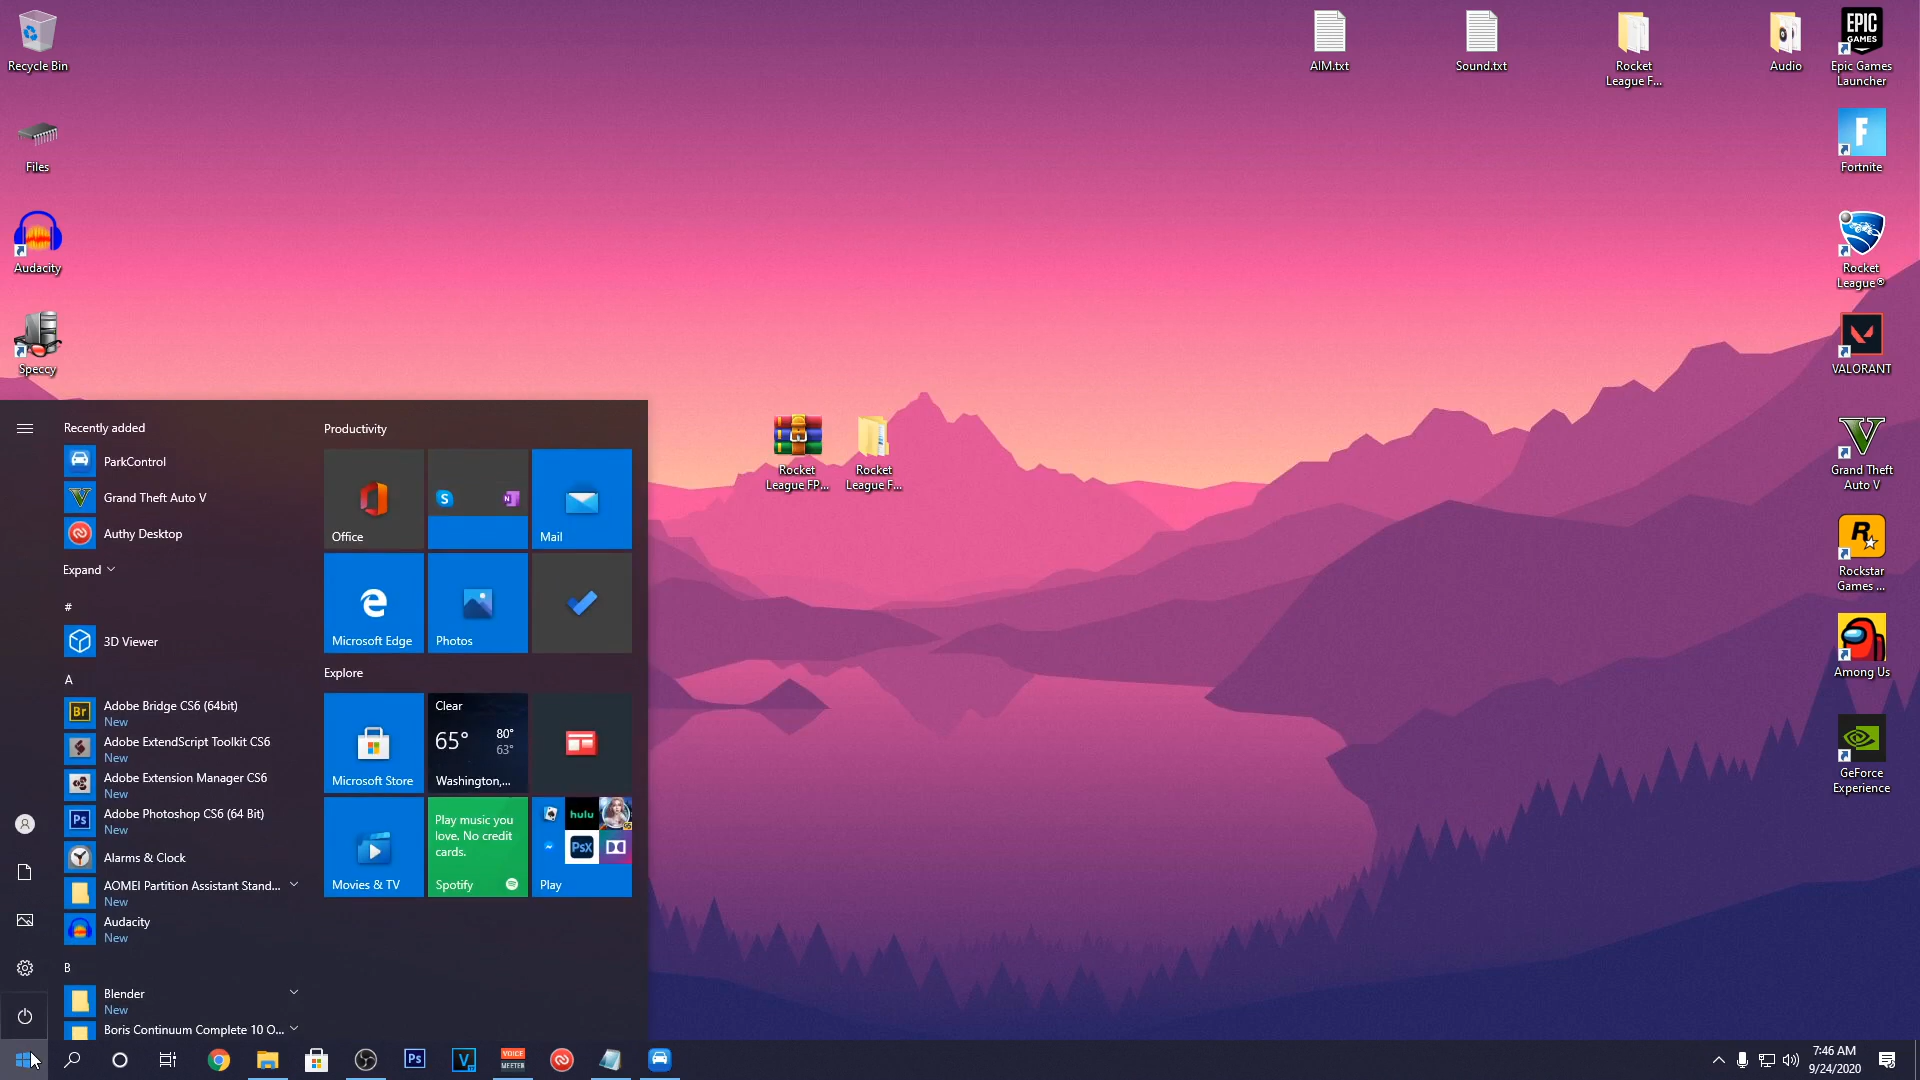 Recycle Bin
Files
Audacity
Speccy
AIM.txt
Sound.txt
Rocket
League F...
Audio
EPIC
GAMES
Epic Games
Launcher
F
Fortnite
Rocket
League®
VALORANT
V
Grand Theft
Auto V
R
Rockstar
Games ...
Among Us
GeForce
Experience
Rocket
League FP...
Rocket
League F...
Recently added
ParkControl
Grand Theft Auto V
Authy Desktop
Expand
#
3D Viewer
A
Br
Adobe Bridge CS6 (64bit)
New
Adobe ExtendScript Toolkit CS6
New
Adobe Extension Manager CS6
New
Ps
Adobe Photoshop CS6 (64 Bit)
New
Alarms & Clock
AOMEI Partition Assistant Stand...
New
Audacity
New
B
Blender
New
Boris Continuum Complete 10 O...
Productivity
Office
S
N
Mail
Microsoft Edge
Photos
Explore
Microsoft Store
Clear
65°
80°
63°
Washington,...
Movies & TV
Play music you
love. No credit
cards.
Spotify
hulu
PsX
Play
Ps
V
VOICE
MEETER
7:46 AM
9/24/2020